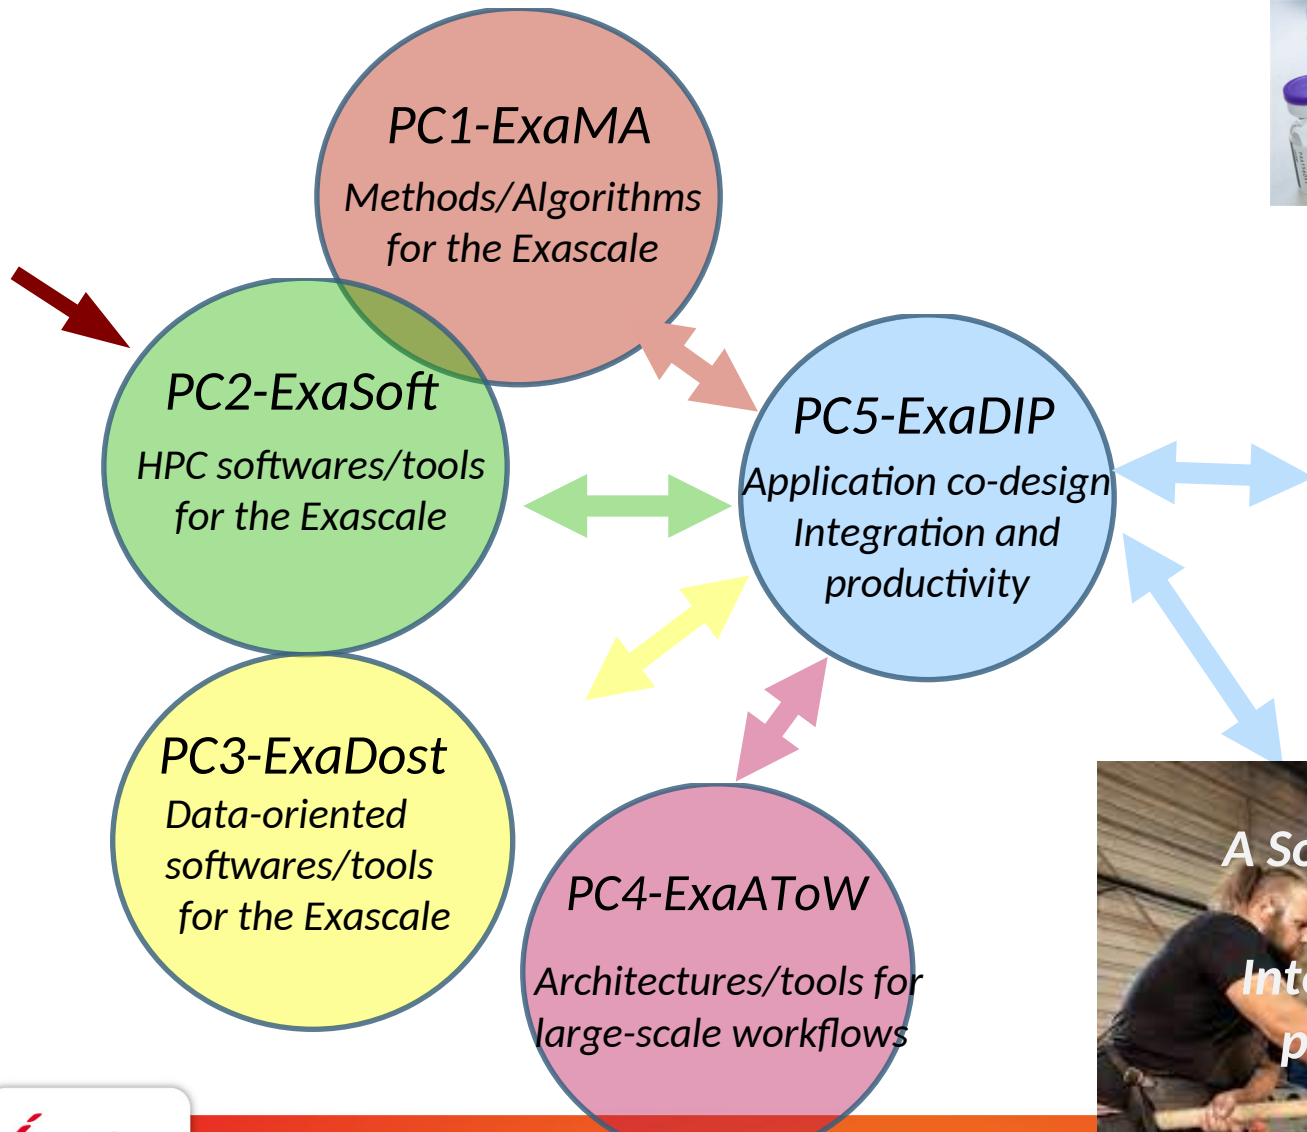 PC1-ExaMA
Methods/Algorithms
for the Exascale
PC2-ExaSoft
HPC softwares/tools
for the Exascale
PC5-ExaDIP
Application co-design
Integration and
productivity
PC3-ExaDost
Data-oriented
softwares/tools
for the Exascale
PC4-ExaAToW
Architectures/tools for
large-scale workflows
A